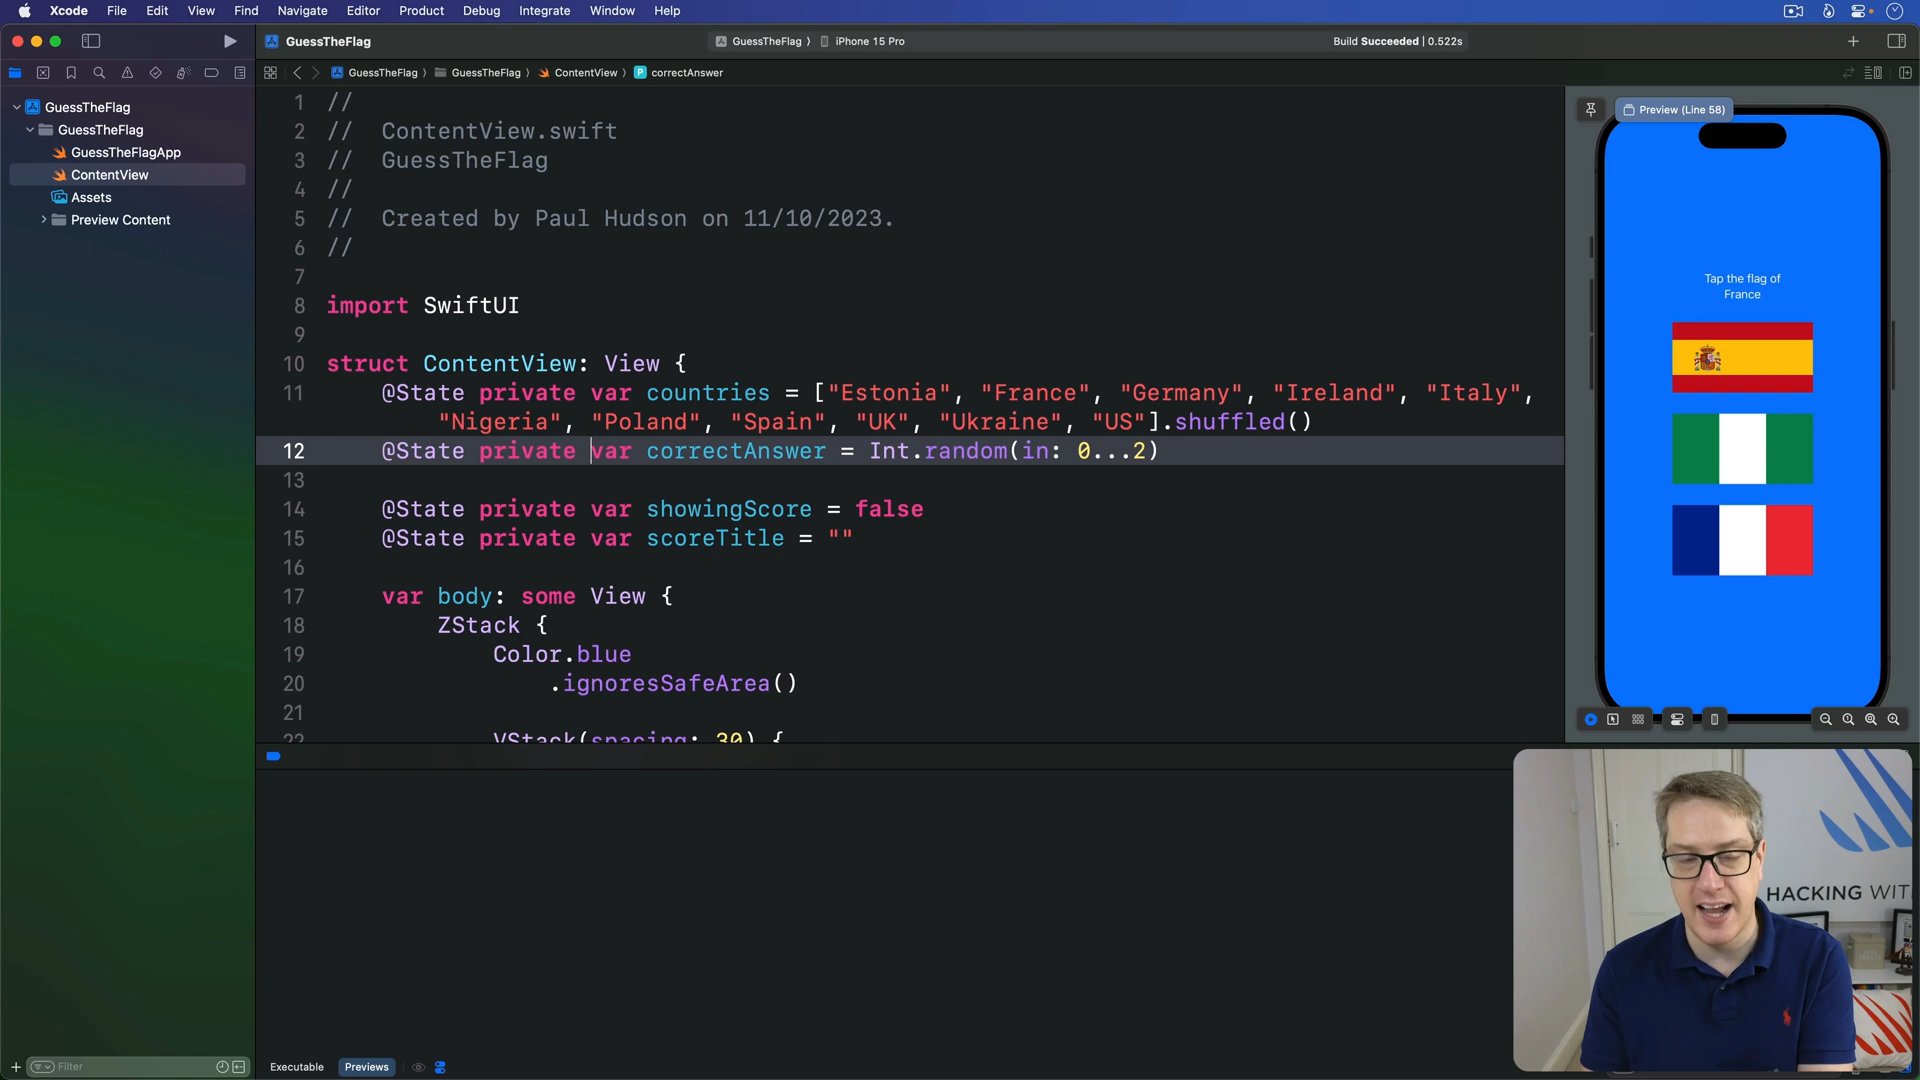 Xcode File Edit View Find Navigate Editor Product Debug Integrate Window Help
GuessTheFlag
GuessTheFlag 〉 iPhone 15 Pro
Build Succeeded | 0.522s
GuessTheFlag 〉 GuessTheFlag 〉 ContentView 〉 P correctAnswer
GuessTheFlag
GuessTheFlag
GuessTheFlagApp
ContentView
Assets
Preview Content
Filter
1 //
2 //  ContentView.swift
3 //  GuessTheFlag
4 //
5 //  Created by Paul Hudson on 11/10/2023.
6 //
7
8 import SwiftUI
9
10 struct ContentView: View {
11 @State private var countries = ["Estonia", "France", "Germany", "Ireland", "Italy",
"Nigeria", "Poland", "Spain", "UK", "Ukraine", "US"].shuffled()
12 @State private var correctAnswer = Int.random(in: 0...2)
13
14 @State private var showingScore = false
15 @State private var scoreTitle = ""
16
17 var body: some View {
18 ZStack {
19 Color.blue
20 .ignoresSafeArea()
21
22 VStack(spacing: 30) {
Preview (Line 58)
Tap the flag of
France
Executable Previews
HACKING WIT